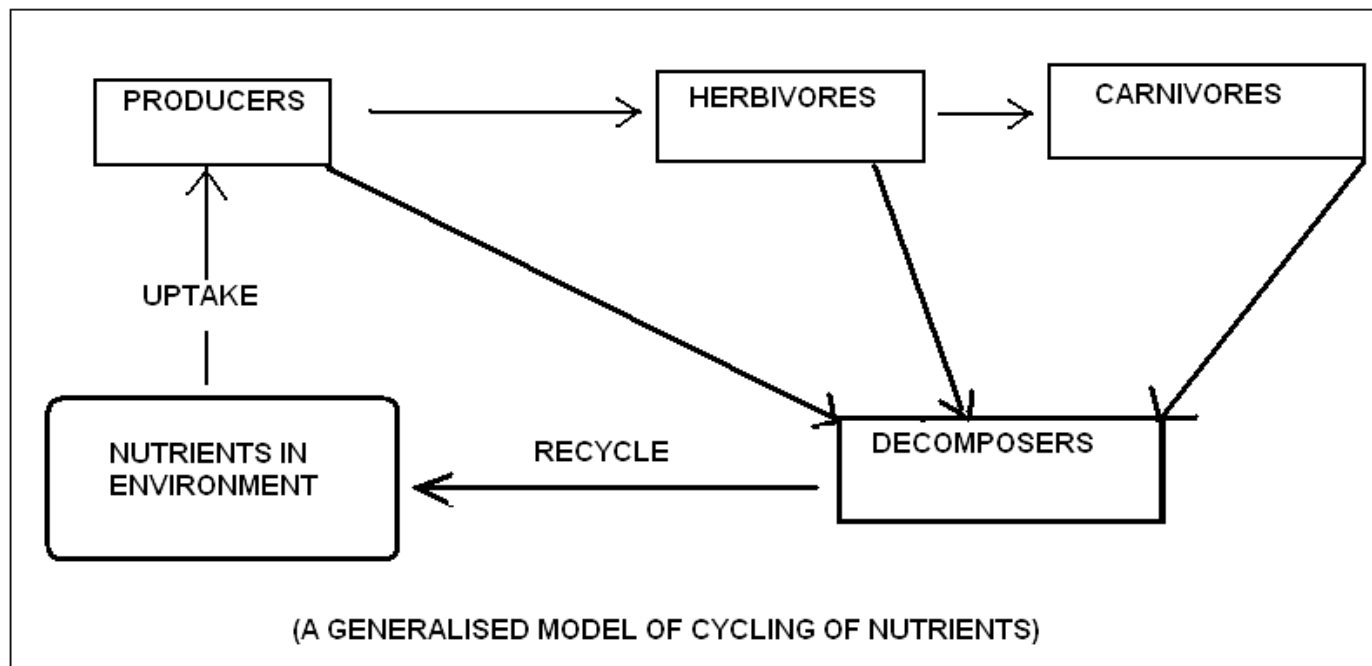 PRODUCERS
HERBIVORES
CARNIVORES
UPTAKE
NUTRIENTS IN
ENVIRONMENT
RECYCLE
DECOMPOSERS
(A GENERALISED MODEL OF CYCLING OF NUTRIENTS)